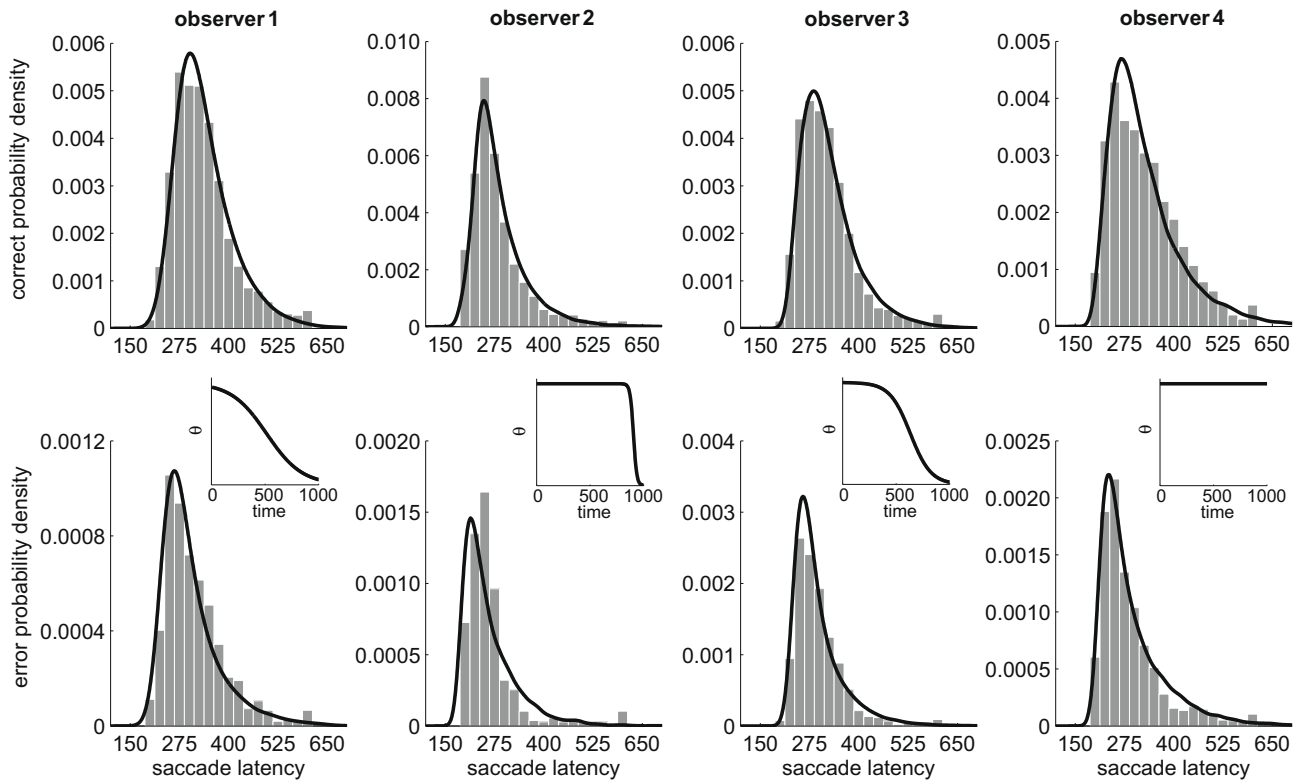 observer 1
observer 2
observer 3
observer 4
correct probability density
0.006
0.005
0.004
0.003
0.002
0.001
0
150 275 400 525 650
0.010
0.008
0.006
0.004
0.002
0
150 275 400 525 650
0.006
0.005
0.004
0.003
0.002
0.001
0
150 275 400 525 650
0.005
0.004
0.003
0.002
0.001
0
150 275 400 525 650
error probability density
0.0012
0.0008
0.0004
0
150 275 400 525 650
saccade latency
θ
0 500 1000
time
0.0020
0.0015
0.0010
0.0005
0
150 275 400 525 650
saccade latency
θ
0 500 1000
time
0.004
0.003
0.002
0.001
0
150 275 400 525 650
saccade latency
θ
0 500 1000
time
0.0025
0.0020
0.0015
0.0010
0.0005
0
150 275 400 525 650
saccade latency
θ
0 500 1000
time